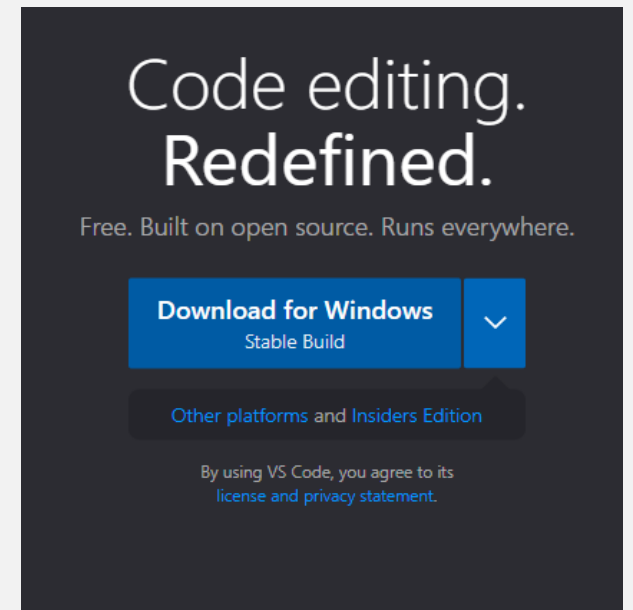 Code editing.
Redefined.
Free. Built on open source. Runs everywhere.
Download for Windows
Stable Build
Other platforms and Insiders Edition
By using VS Code, you agree to its
license and privacy statement.